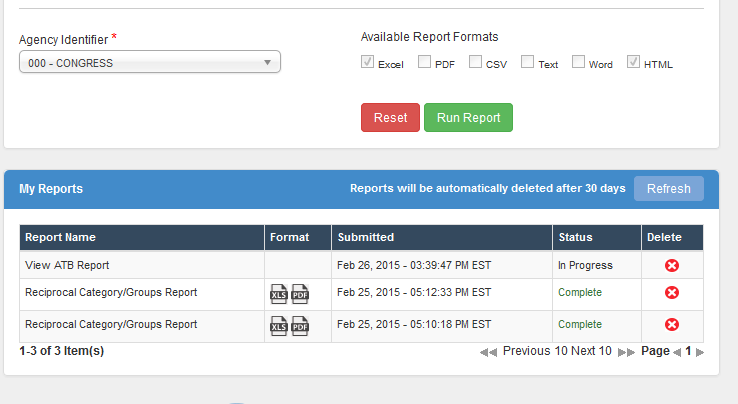 Agency Identifier *
Available Report Formats
000 - CONGRESS
Excel PDF CSV Text Word HTML
Reset Run Report
My Reports Reports will be automatically deleted after 30 days Refresh
Report Name Format Submitted Status Delete
View ATB Report Feb 26, 2015 - 03:39:47 PM EST In Progress
Reciprocal Category/Groups Report XLS PDF Feb 25, 2015 - 05:12:33 PM EST Complete
Reciprocal Category/Groups Report XLS PDF Feb 25, 2015 - 05:10:18 PM EST Complete
1-3 of 3 Item(s) Previous 10 Next 10 Page 1